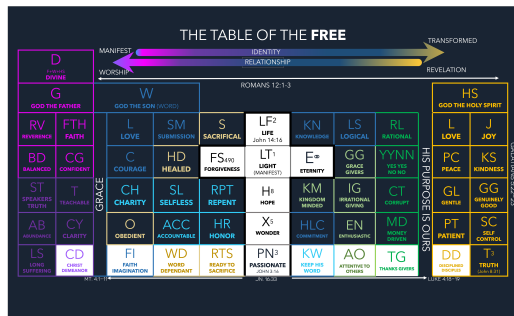 THE TABLE OF THE FREE
MANIFEST
TRANSFORMED
IDENTITY
RELATIONSHIP
WORSHIP
REVELATION
ROMANS 12:1-3
D
DIVINE
G
GOD THE FATHER
W
GOD THE SON (WORD)
HS
GOD THE HOLY SPIRIT
RV
REVERENCE
FTH
FAITH
L
LOVE
SM
SUBMISSION
S
SACRIFICAL
LF2
LIFE
John 14:16
KN
KNOWLEDGE
LS
LOGICAL
RL
RATIONAL
L
LOVE
J
JOY
BD
BALANCED
CG
CONFIDENT
C
COURAGE
HD
HEALED
FS490
FORGIVENESS
LT1
LIGHT
(MANIFEST)
E∞
ETERNITY
GG
GRACE
GIVERS
YYNN
YES YES
NO NO
PC
PEACE
KS
KINDNESS
ST
SPEAKERS
TRUTH
T
TEACHABLE
CH
CHARITY
SL
SELFLESS
RPT
REPENT
H8
HOPE
KM
KINGDOM
MINDED
IG
IRRATIONAL
GIVING
CT
CORRUPT
GL
GENTLE
GG
GENUINELY
GOOD
AB
ABUNDANCE
CY
CLARITY
O
OBEDIENT
ACC
ACCOUNTABLE
HR
HONOR
X5
WONDER
HLC
COMMITMENT
EN
ENTHUSIASTIC
MD
MONEY
DRIVEN
PT
PATIENT
SC
SELF
CONTROL
LS
LONG
SUFFERING
CD
CHRIST
DEMEANOR
FI
FAITH
IMAGINATION
WD
WORD
DEPENDANT
RTS
READY TO
SACRIFICE
PN3
PASSIONATE
JOHN 3:16
KW
KEEP HIS
WORD
AO
ATTENTIVE TO
OTHERS
TG
THANKS GIVERS
DD
DISCIPLINED
DISCIPLES
T3
TRUTH
(John 8:31)
GRACE
HIS PURPOSE IS OURS
MT. 4:1-11
JN. 16:33
LUKE 4:15-19